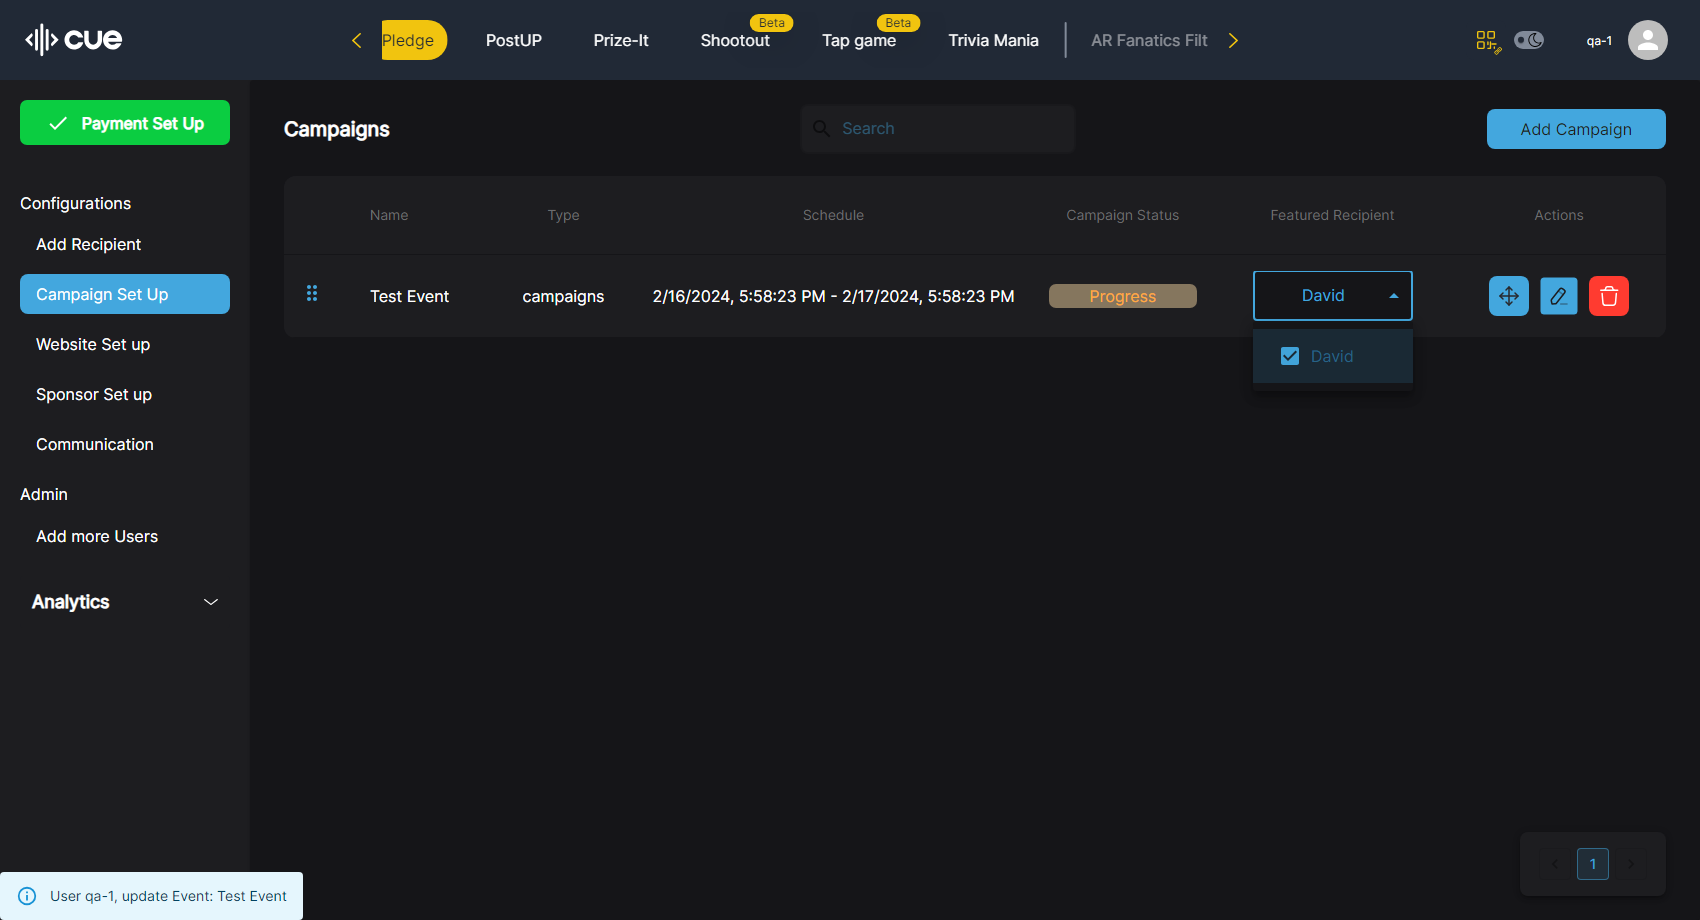 cue
Pledge
PostUP
Prize-It
Shootout
Beta
Tap game
Beta
Trivia Mania
AR Fanatics Filt
qa-1
Payment Set Up
Configurations
Add Recipient
Campaign Set Up
Website Set up
Sponsor Set up
Communication
Admin
Add more Users
Analytics
Campaigns
Search
Add Campaign
Name Type Schedule Campaign Status Featured Recipient Actions
Test Event campaigns 2/16/2024, 5:58:23 PM - 2/17/2024, 5:58:23 PM Progress David
David
1
User qa-1, update Event: Test Event